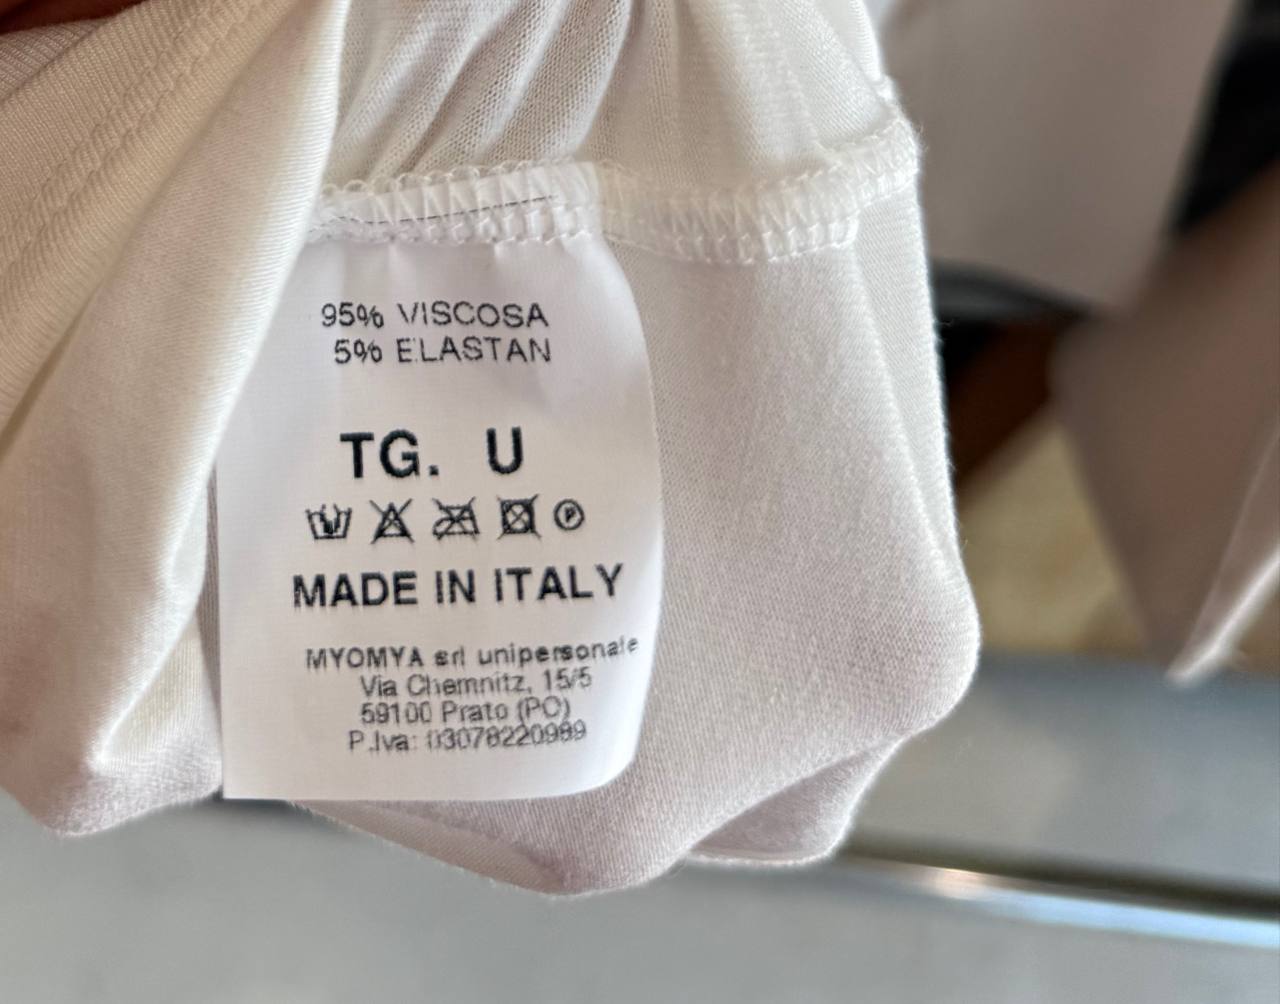 95% VISCOSA
5% ELASTAN
TG. U
P
MADE IN ITALY
MYOMYA srl unipersonale
Via Chemnitz, 15/5
59100 Prato (PO)
P.Iva: 03078220989